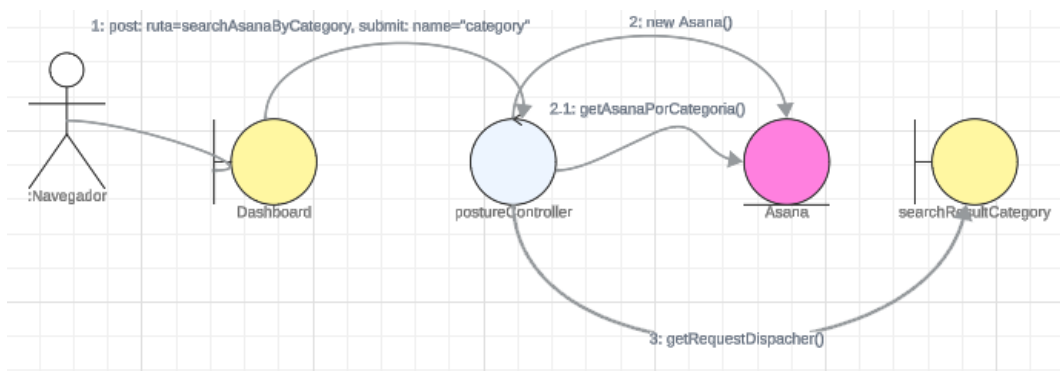 1: post: ruta=searchAsanaByCategory, submit: name="category"
2: new Asana()
2.1: getAsanaPorCategoria()
:Navegador
Dashboard
postureController
Asana
searchResultCategory
3: getRequestDispacher()